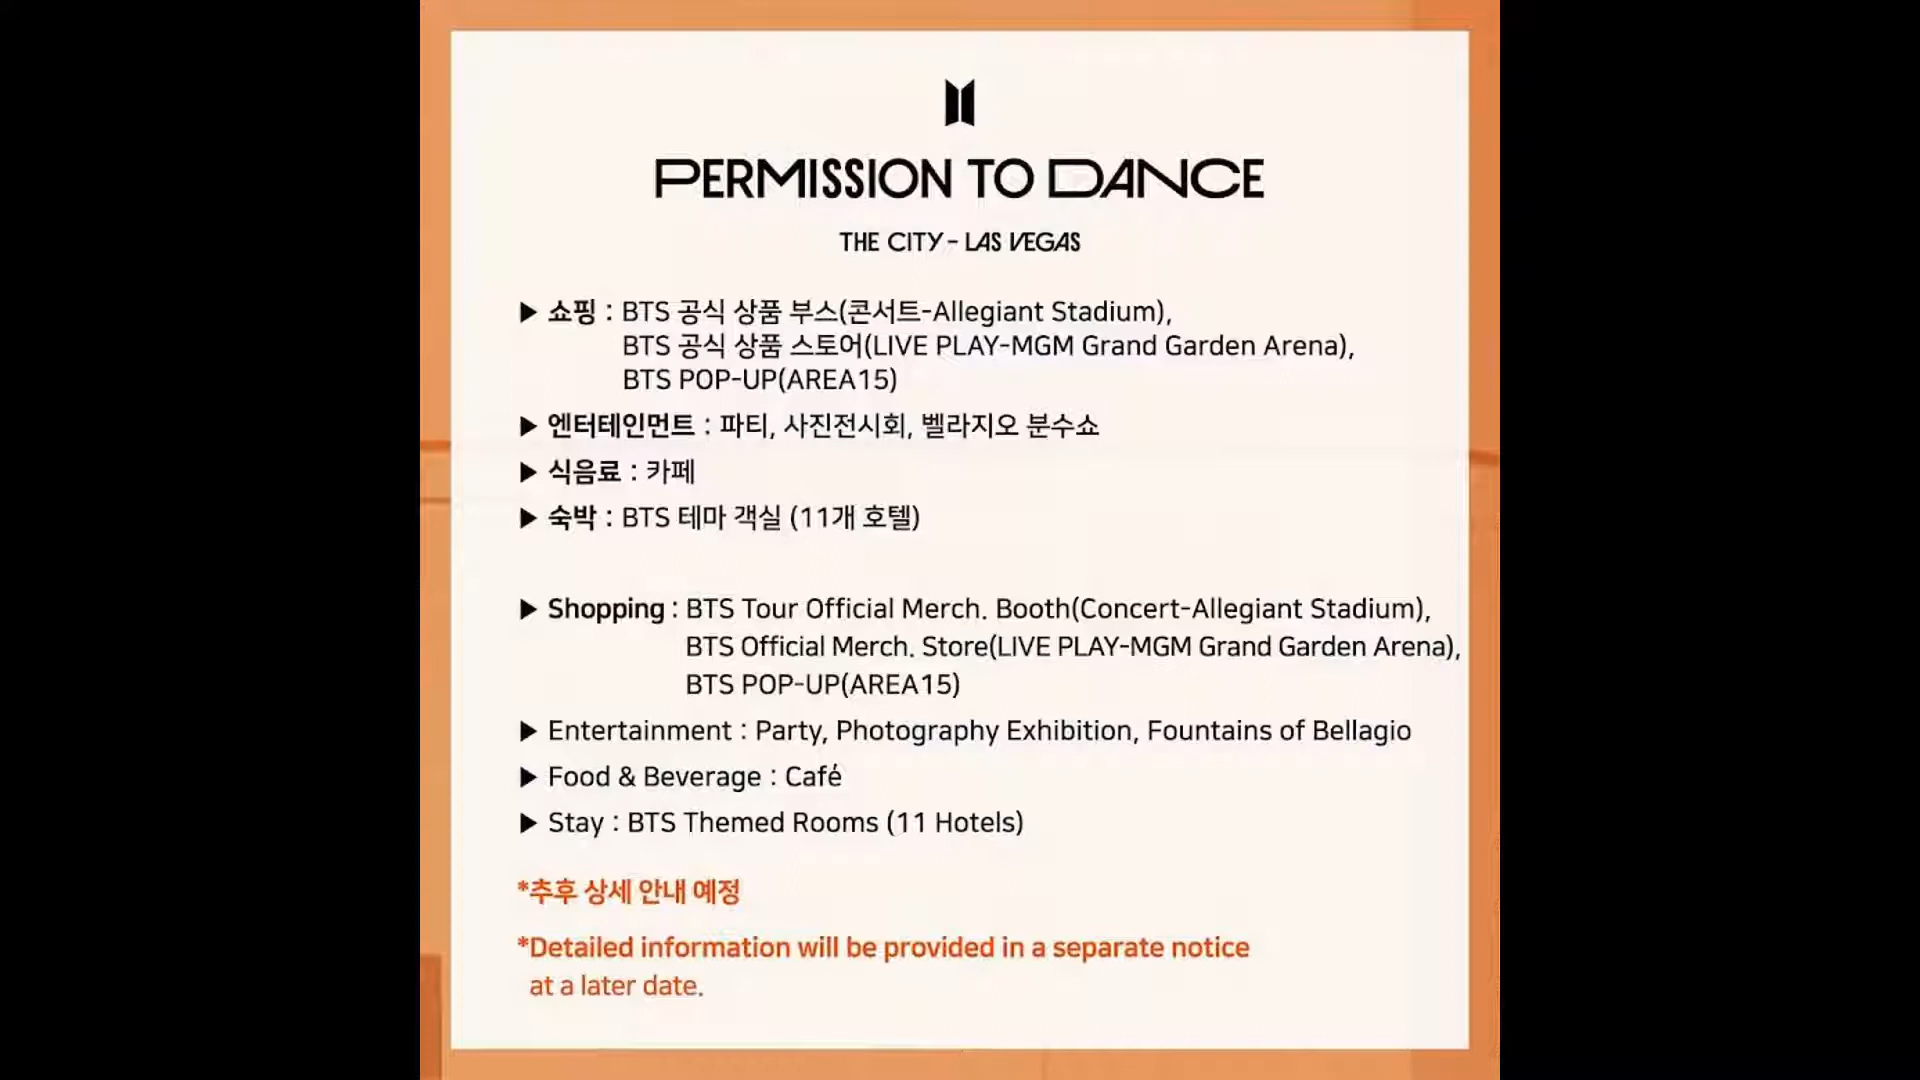 PERMISSION TO DANCE
THE CITY - LAS VEGAS
▶ 쇼핑 : BTS 공식 상품 부스(콘서트-Allegiant Stadium),
BTS 공식 상품 스토어(LIVE PLAY-MGM Grand Garden Arena),
BTS POP-UP(AREA15)
▶ 엔터테인먼트 : 파티, 사진전시회, 벨라지오 분수쇼
▶ 식음료 : 카페
▶ 숙박 : BTS 테마 객실 (11개 호텔)
▶ Shopping : BTS Tour Official Merch. Booth(Concert-Allegiant Stadium),
BTS Official Merch. Store(LIVE PLAY-MGM Grand Garden Arena),
BTS POP-UP(AREA15)
▶ Entertainment : Party, Photography Exhibition, Fountains of Bellagio
▶ Food & Beverage : Café
▶ Stay : BTS Themed Rooms (11 Hotels)
*추후 상세 안내 예정
*Detailed information will be provided in a separate notice
at a later date.